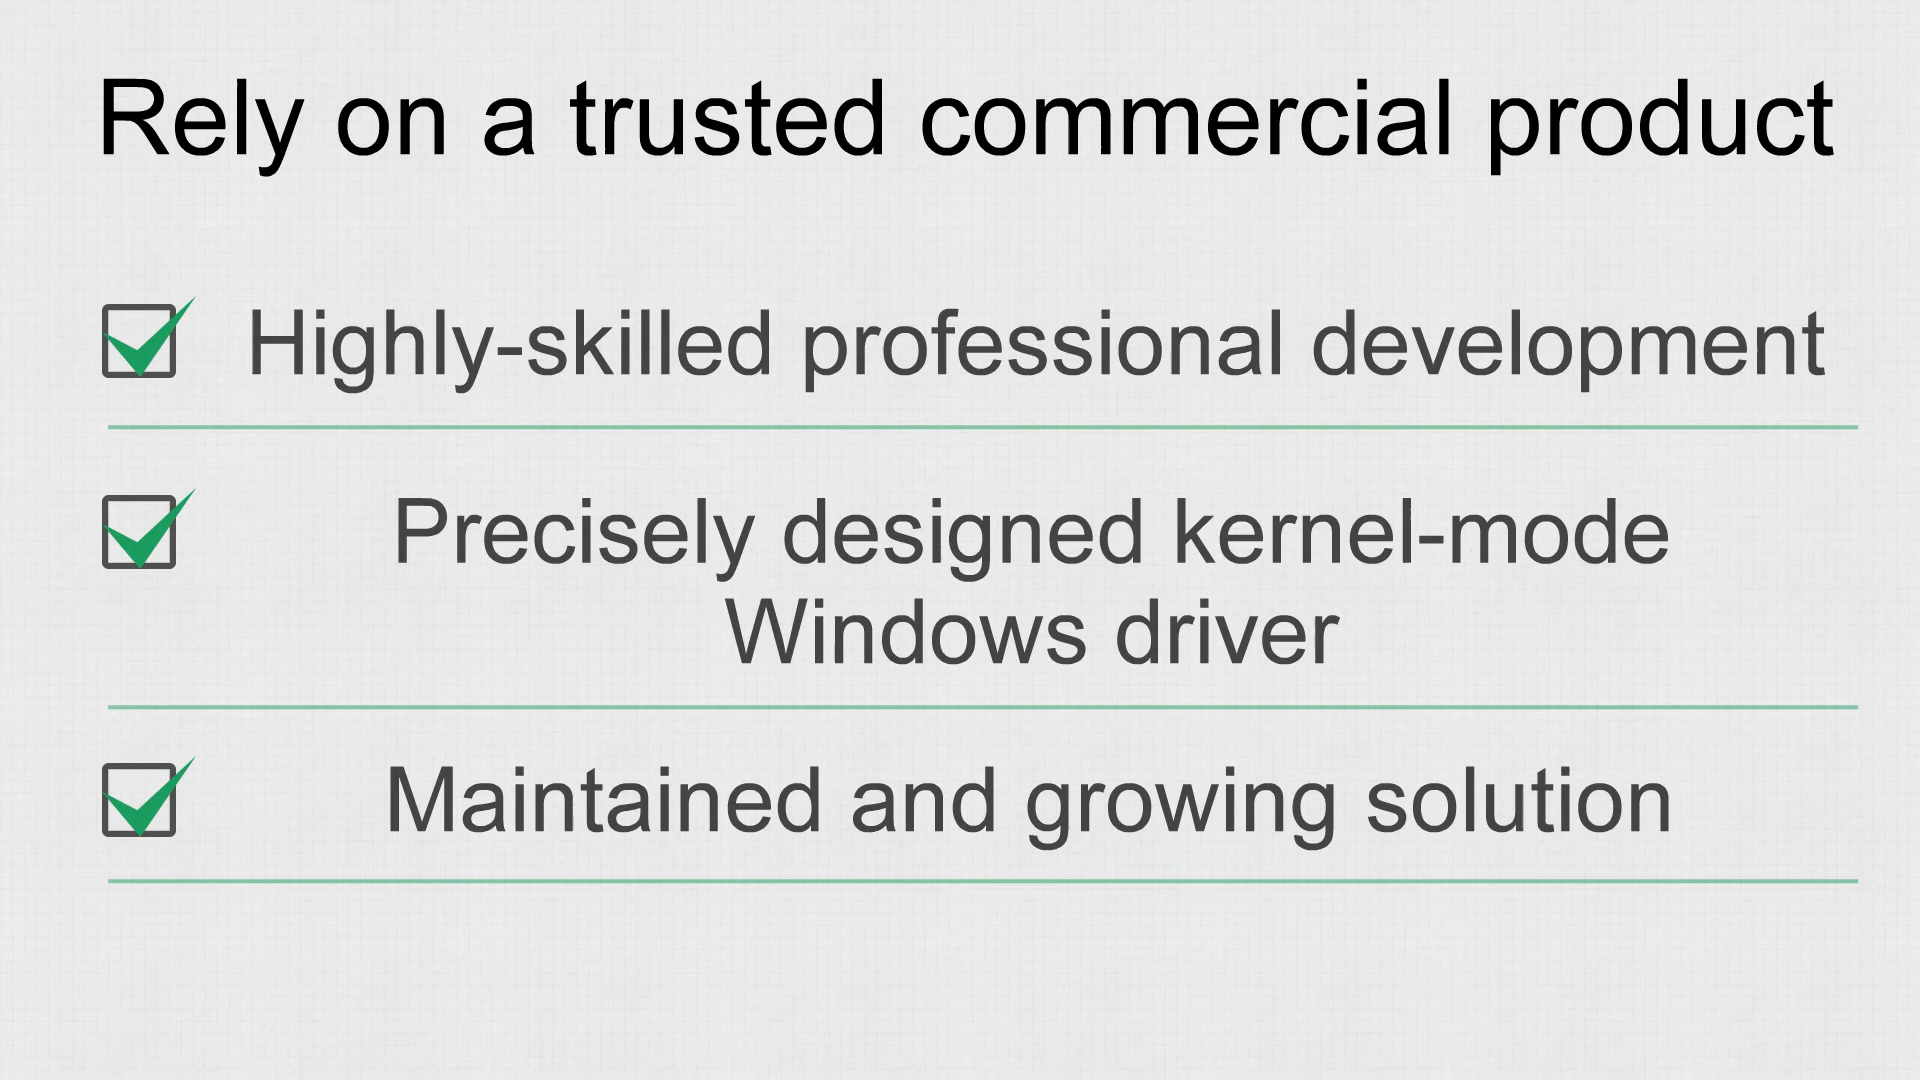 Rely on a trusted commercial product
Highly-skilled professional development
Precisely designed kernel-mode
Windows driver
Maintained and growing solution